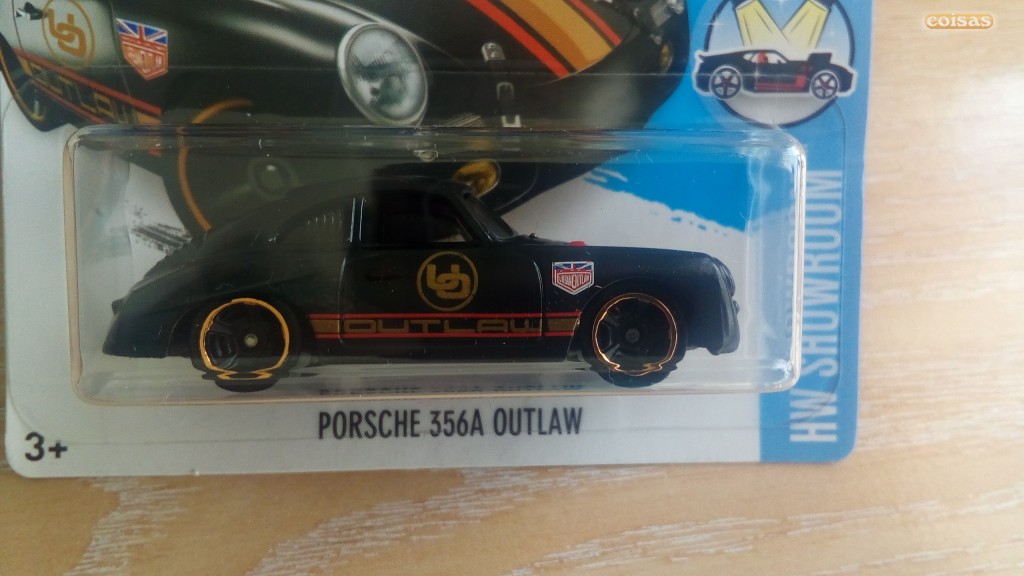 coisas
OUTLAW
OUTLAW
PORSCHE 356A OUTLAW
3+
HW SHOWROOM